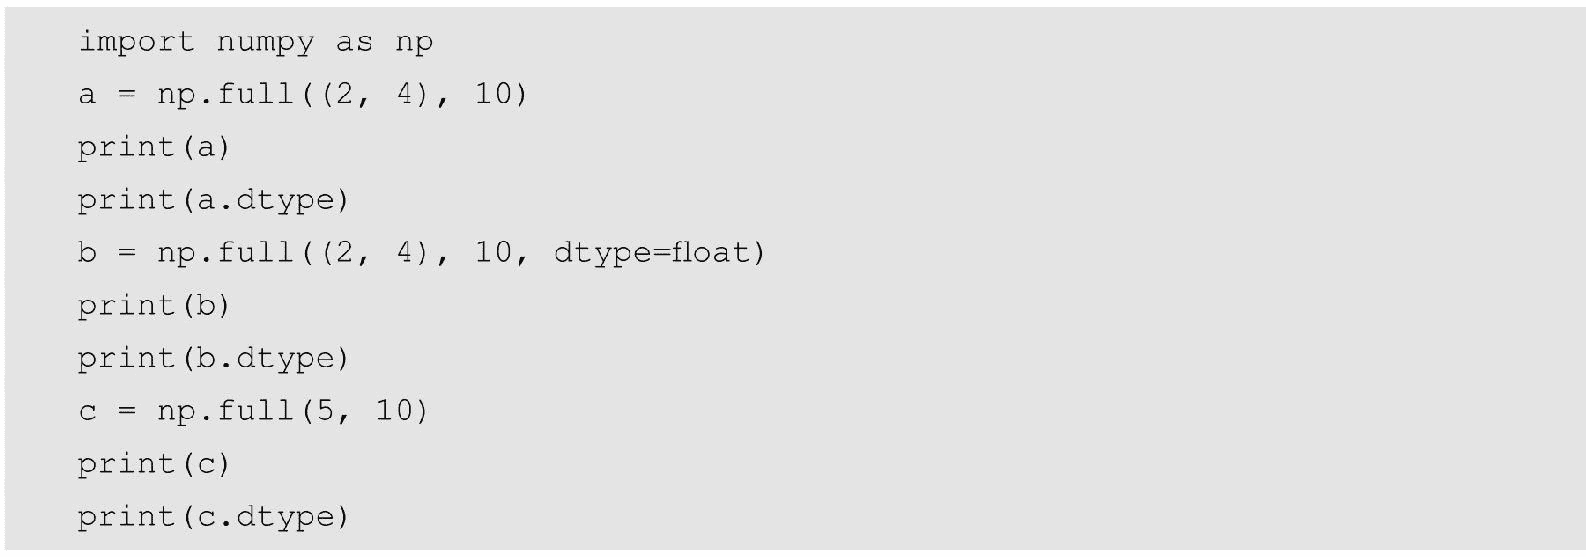 import numpy as np
a = np.full((2, 4), 10)
print(a)
print(a.dtype)
b = np.full((2, 4), 10, dtype=float)
print(b)
print(b.dtype)
c = np.full(5, 10)
print(c)
print(c.dtype)